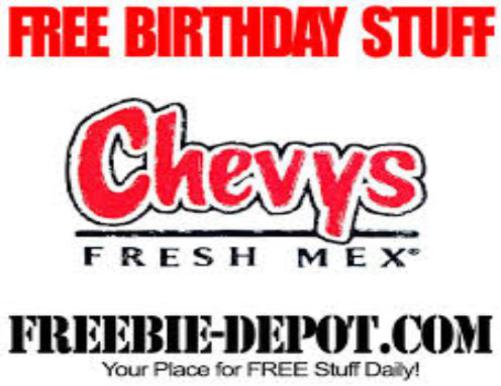 FREE BIRTHDAY STUFF
Chevys
FRESH MEX®
FREEBIE-DEPOT.COM
Your Place for FREE Stuff Daily!